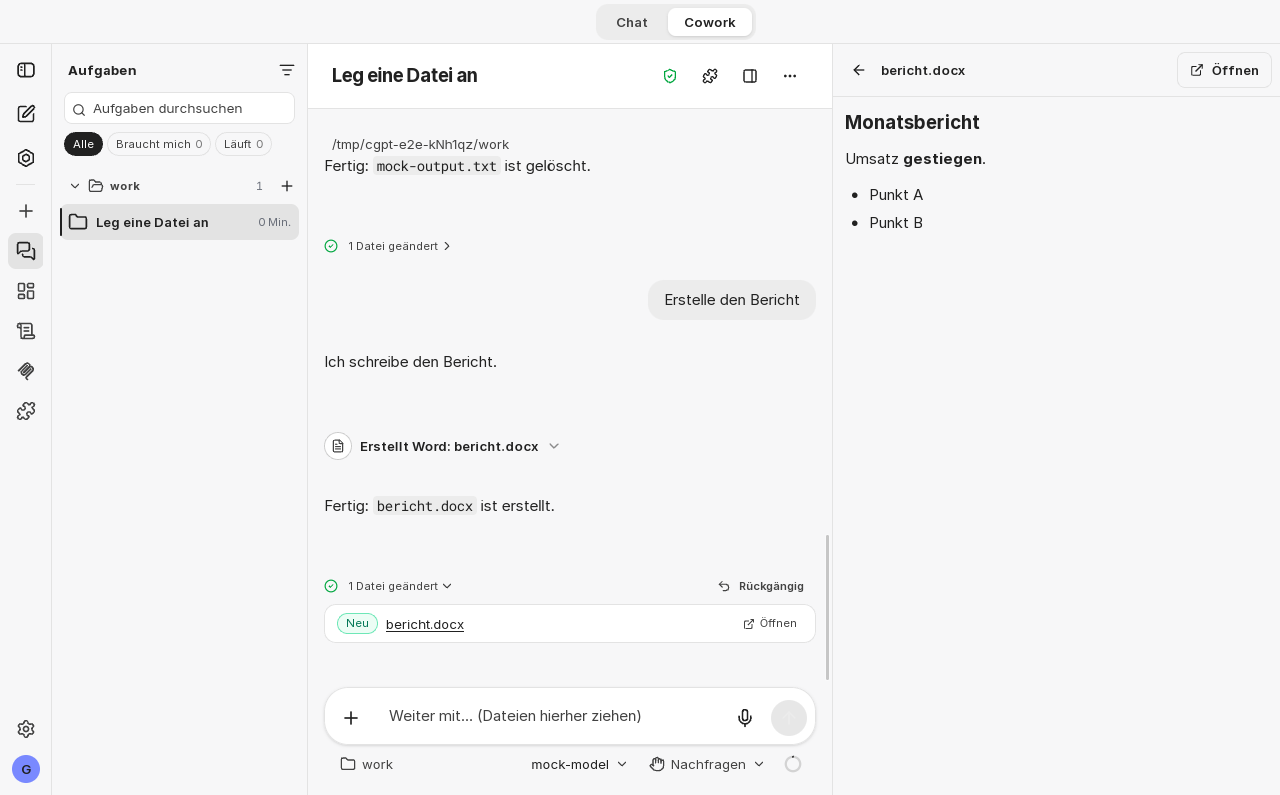 Chat
Cowork
Aufgaben
Aufgaben durchsuchen
Alle
Braucht mich 0
Läuft 0
work
1
Leg eine Datei an
0 Min.
G
Leg eine Datei an
/tmp/cgpt-e2e-kNh1qz/work
Fertig: mock-output.txt ist gelöscht.
1 Datei geändert
Erstelle den Bericht
Ich schreibe den Bericht.
Erstellt Word: bericht.docx
Fertig: bericht.docx ist erstellt.
1 Datei geändert
Rückgängig
Neu
bericht.docx
Öffnen
Weiter mit... (Dateien hierher ziehen)
work
mock-model
Nachfragen
bericht.docx
Öffnen
Monatsbericht
Umsatz gestiegen.
Punkt A
Punkt B